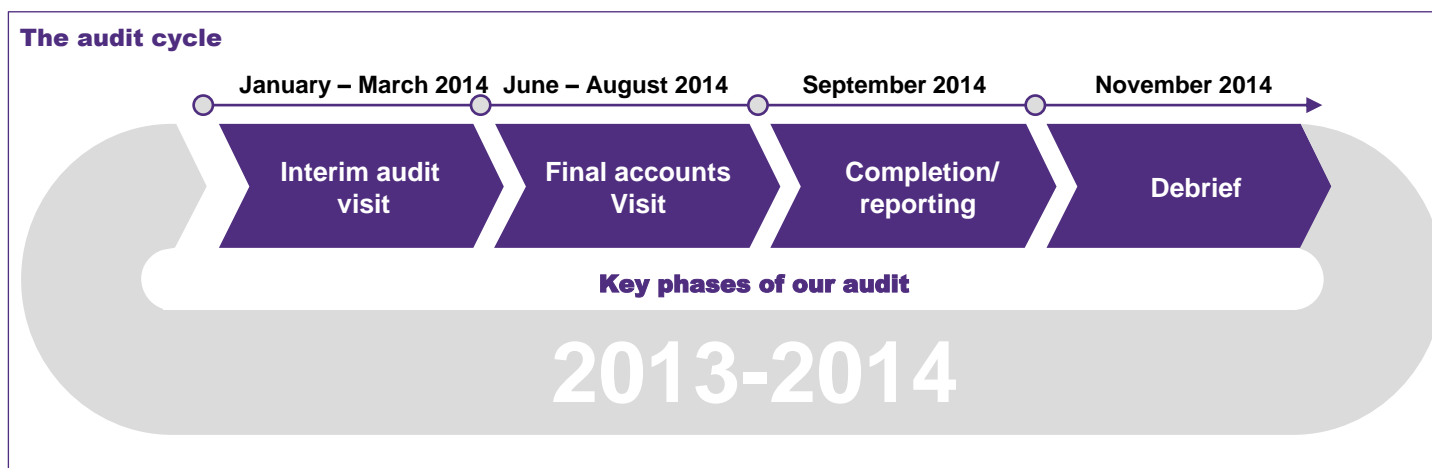 The audit cycle
January – March 2014 June – August 2014 September 2014 November 2014
Interim audit
visit
Final accounts
Visit
Completion/
reporting
Debrief
Key phases of our audit
2013-2014